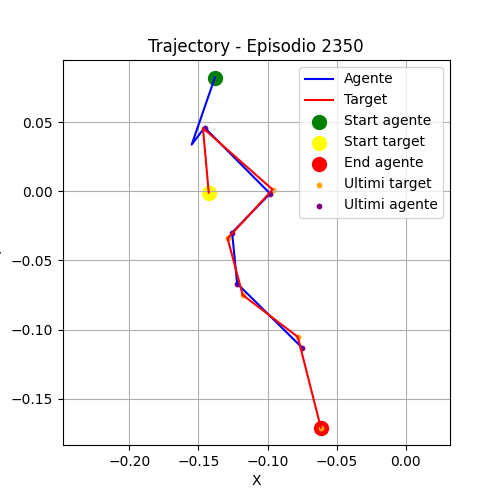 Trajectory - Episodio 2350
Agente
Target
Start agente
Start target
End agente
Ultimi target
Ultimi agente
0.05
0.00
−0.05
−0.10
−0.15
−0.20
−0.15
−0.10
−0.05
0.00
X